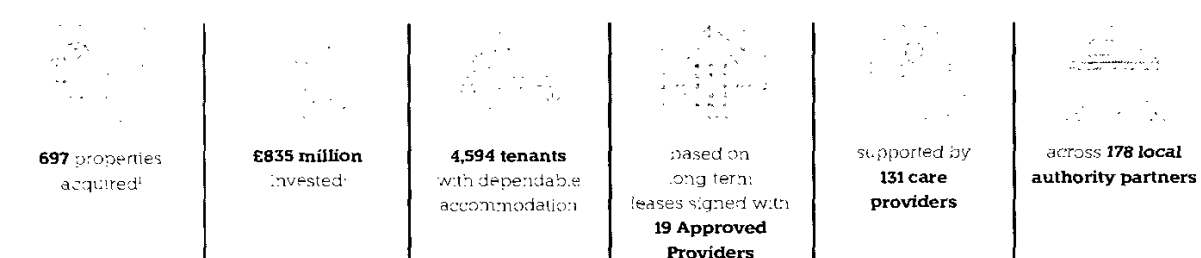 697 properties
acquired¹
£835 million
invested
4,594 tenants
with dependable
accommodation
based on
long term
leases signed with
19 Approved
Providers
supported by
131 care
providers
across 178 local
authority partners